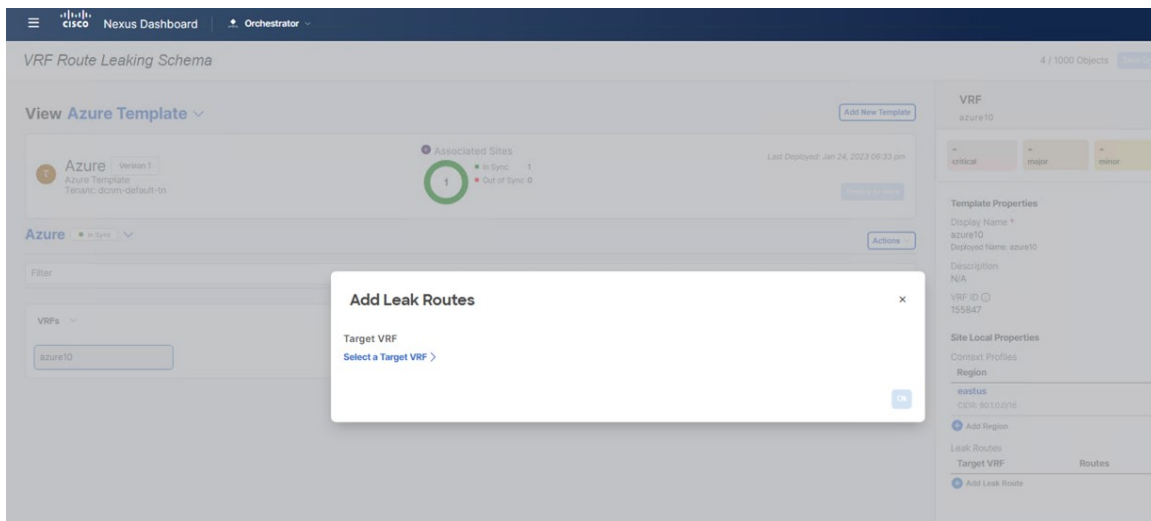 cisco Nexus Dashboard Orchestrator
VRF Route Leaking Schema
4 / 1000 Objects
View Azure Template
Add New Template
Azure Version 1
Azure Template
Tenant: dcnm-default-tn
Associated Sites
1
In Sync 1
Out of Sync 0
Last Deployed: Jan 24, 2023 06:33 pm
Azure In Sync
Actions
Filter
VRFs
azure10
Add Leak Routes
×
Target VRF
Select a Target VRF
Ok
VRF
azure10
- - -
critical major minor
Template Properties
Display Name *
azure10
Deployed Name: azure10
Description
N/A
VRF ID
155847
Site Local Properties
Context Profiles
Region
eastus
Add Region
Leak Routes
Target VRF Routes
Add Leak Route